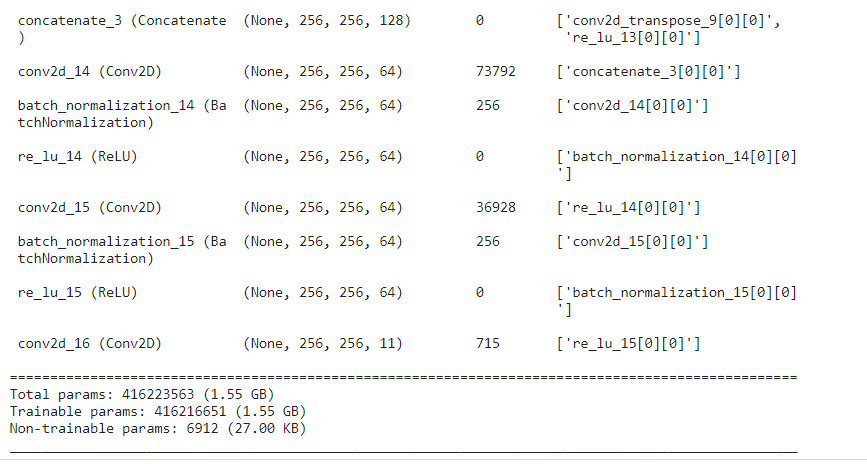 concatenate_3 (Concatenate  (None, 256, 256, 128)  0  ['conv2d_transpose_9[0][0]',
)  're_lu_13[0][0]']
conv2d_14 (Conv2D)  (None, 256, 256, 64)  73792  ['concatenate_3[0][0]']
batch_normalization_14 (Ba  (None, 256, 256, 64)  256  ['conv2d_14[0][0]']
tchNormalization)
re_lu_14 (ReLU)  (None, 256, 256, 64)  0  ['batch_normalization_14[0][0]
']
conv2d_15 (Conv2D)  (None, 256, 256, 64)  36928  ['re_lu_14[0][0]']
batch_normalization_15 (Ba  (None, 256, 256, 64)  256  ['conv2d_15[0][0]']
tchNormalization)
re_lu_15 (ReLU)  (None, 256, 256, 64)  0  ['batch_normalization_15[0][0]
']
conv2d_16 (Conv2D)  (None, 256, 256, 11)  715  ['re_lu_15[0][0]']
==================================================================================================
Total params: 416223563 (1.55 GB)
Trainable params: 416216651 (1.55 GB)
Non-trainable params: 6912 (27.00 KB)
__________________________________________________________________________________________________